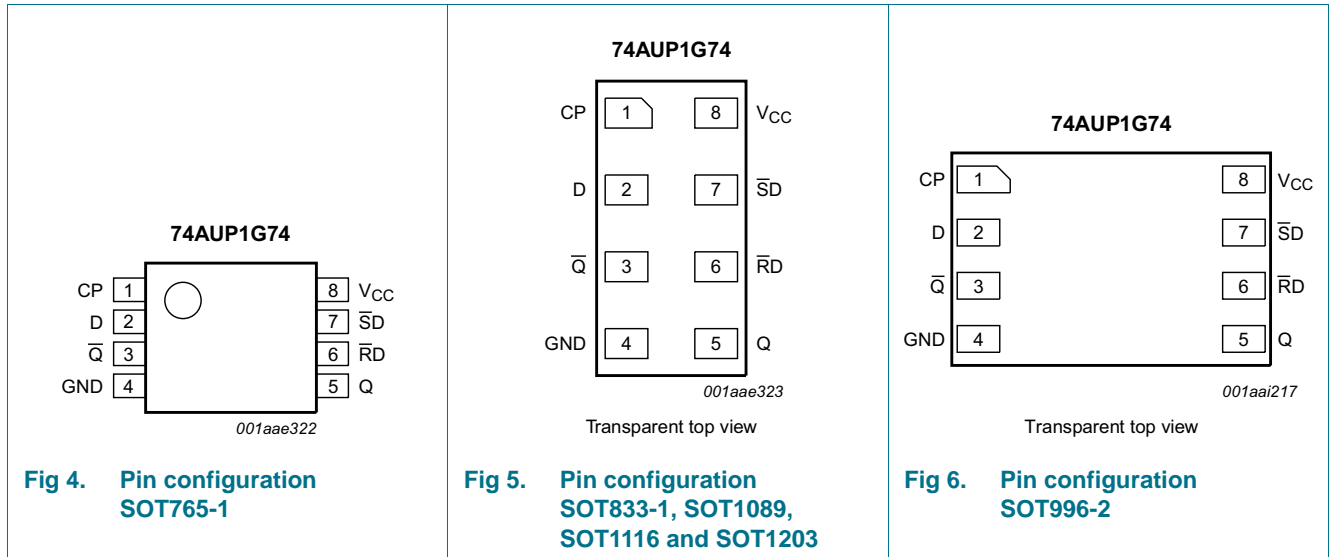 74AUP1G74
CP 1 8 VCC
D 2 7 S̅D
Q̅ 3 6 R̅D
GND 4 5 Q
001aae322
Fig 4. Pin configuration
SOT765-1
74AUP1G74
CP 1 8 VCC
D 2 7 S̅D
Q̅ 3 6 R̅D
GND 4 5 Q
001aae323
Transparent top view
Fig 5. Pin configuration
SOT833-1, SOT1089,
SOT1116 and SOT1203
74AUP1G74
CP 1 8 VCC
D 2 7 S̅D
Q̅ 3 6 R̅D
GND 4 5 Q
001aai217
Transparent top view
Fig 6. Pin configuration
SOT996-2